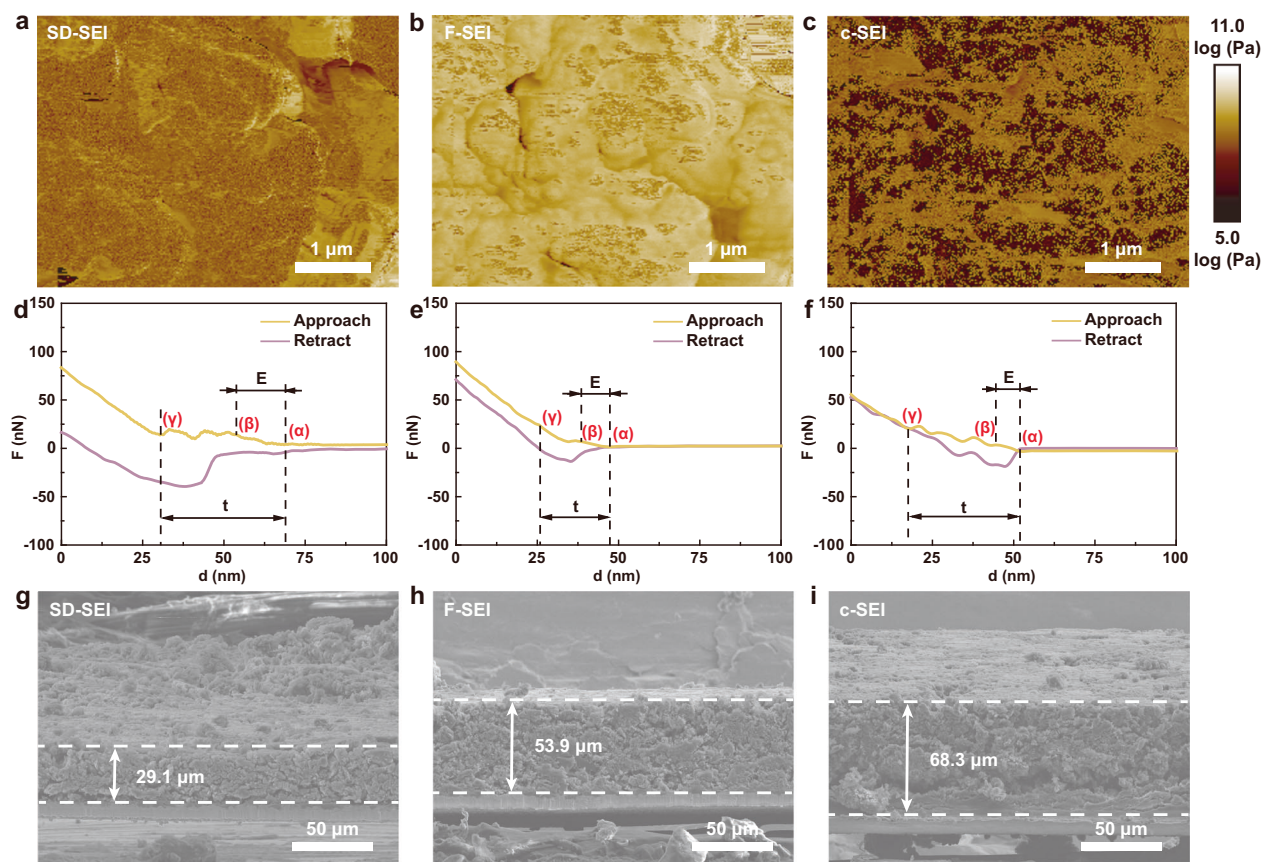 a
SD-SEI
1 μm
b
F-SEI
1 μm
c
c-SEI
1 μm
11.0
log (Pa)
5.0
log (Pa)
d
150
100
50
0
-50
-100
F (nN)
Approach
Retract
E
(γ)
(β)
(α)
t
0
25
50
75
100
d (nm)
e
150
100
50
0
-50
-100
F (nN)
Approach
Retract
E
(γ)
(β)
(α)
t
0
25
50
75
100
d (nm)
f
150
100
50
0
-50
-100
F (nN)
Approach
Retract
E
(γ)
(β)
(α)
t
0
25
50
75
100
d (nm)
g
SD-SEI
29.1 μm
50 μm
h
F-SEI
53.9 μm
50 μm
i
c-SEI
68.3 μm
50 μm